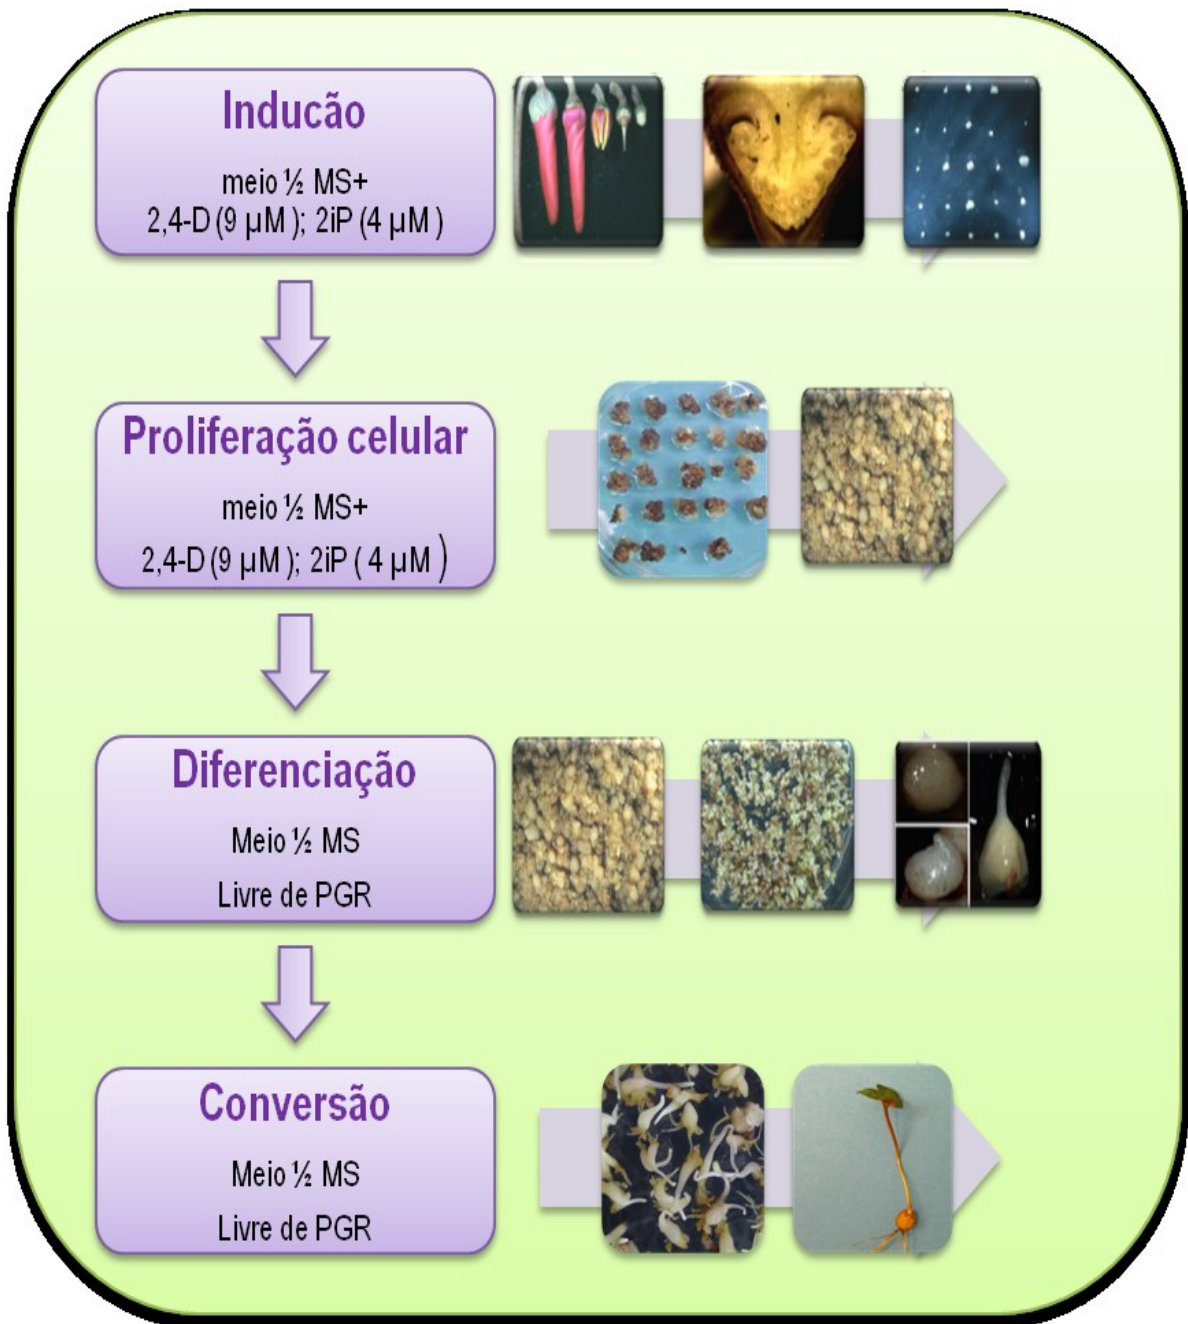 Inducão
meio ½ MS+
2,4-D (9 µM ); 2iP (4 µM )
Proliferação celular
meio ½ MS+
2,4-D (9 µM ); 2iP ( 4 µM )
Diferenciação
Meio ½ MS
Livre de PGR
Conversão
Meio ½ MS
Livre de PGR